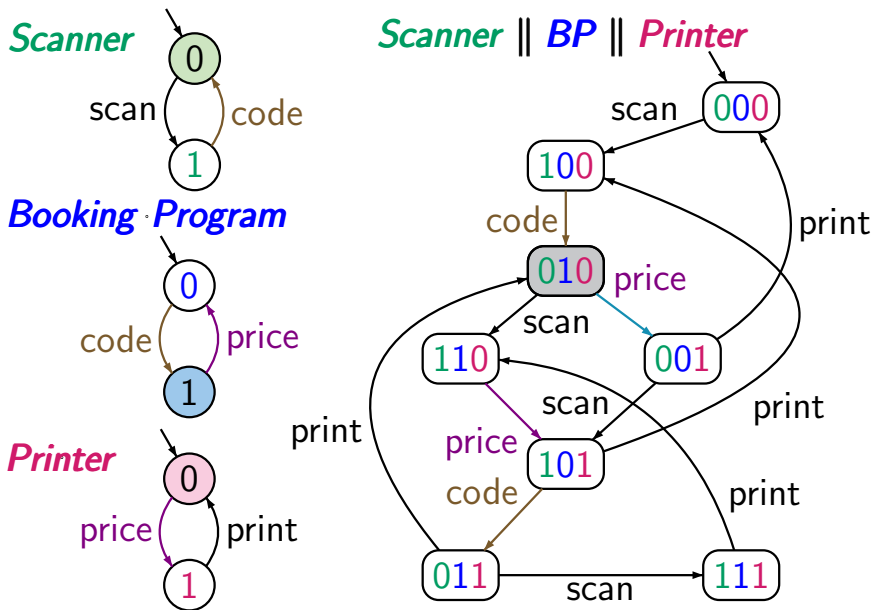 Scanner
0
scan
code
1
Booking Program
0
code
price
1
Printer
0
price
print
1
Scanner || BP || Printer
000
scan
100
code
print
010
price
scan
110
001
scan
print
print
price
101
code
print
011
scan
111